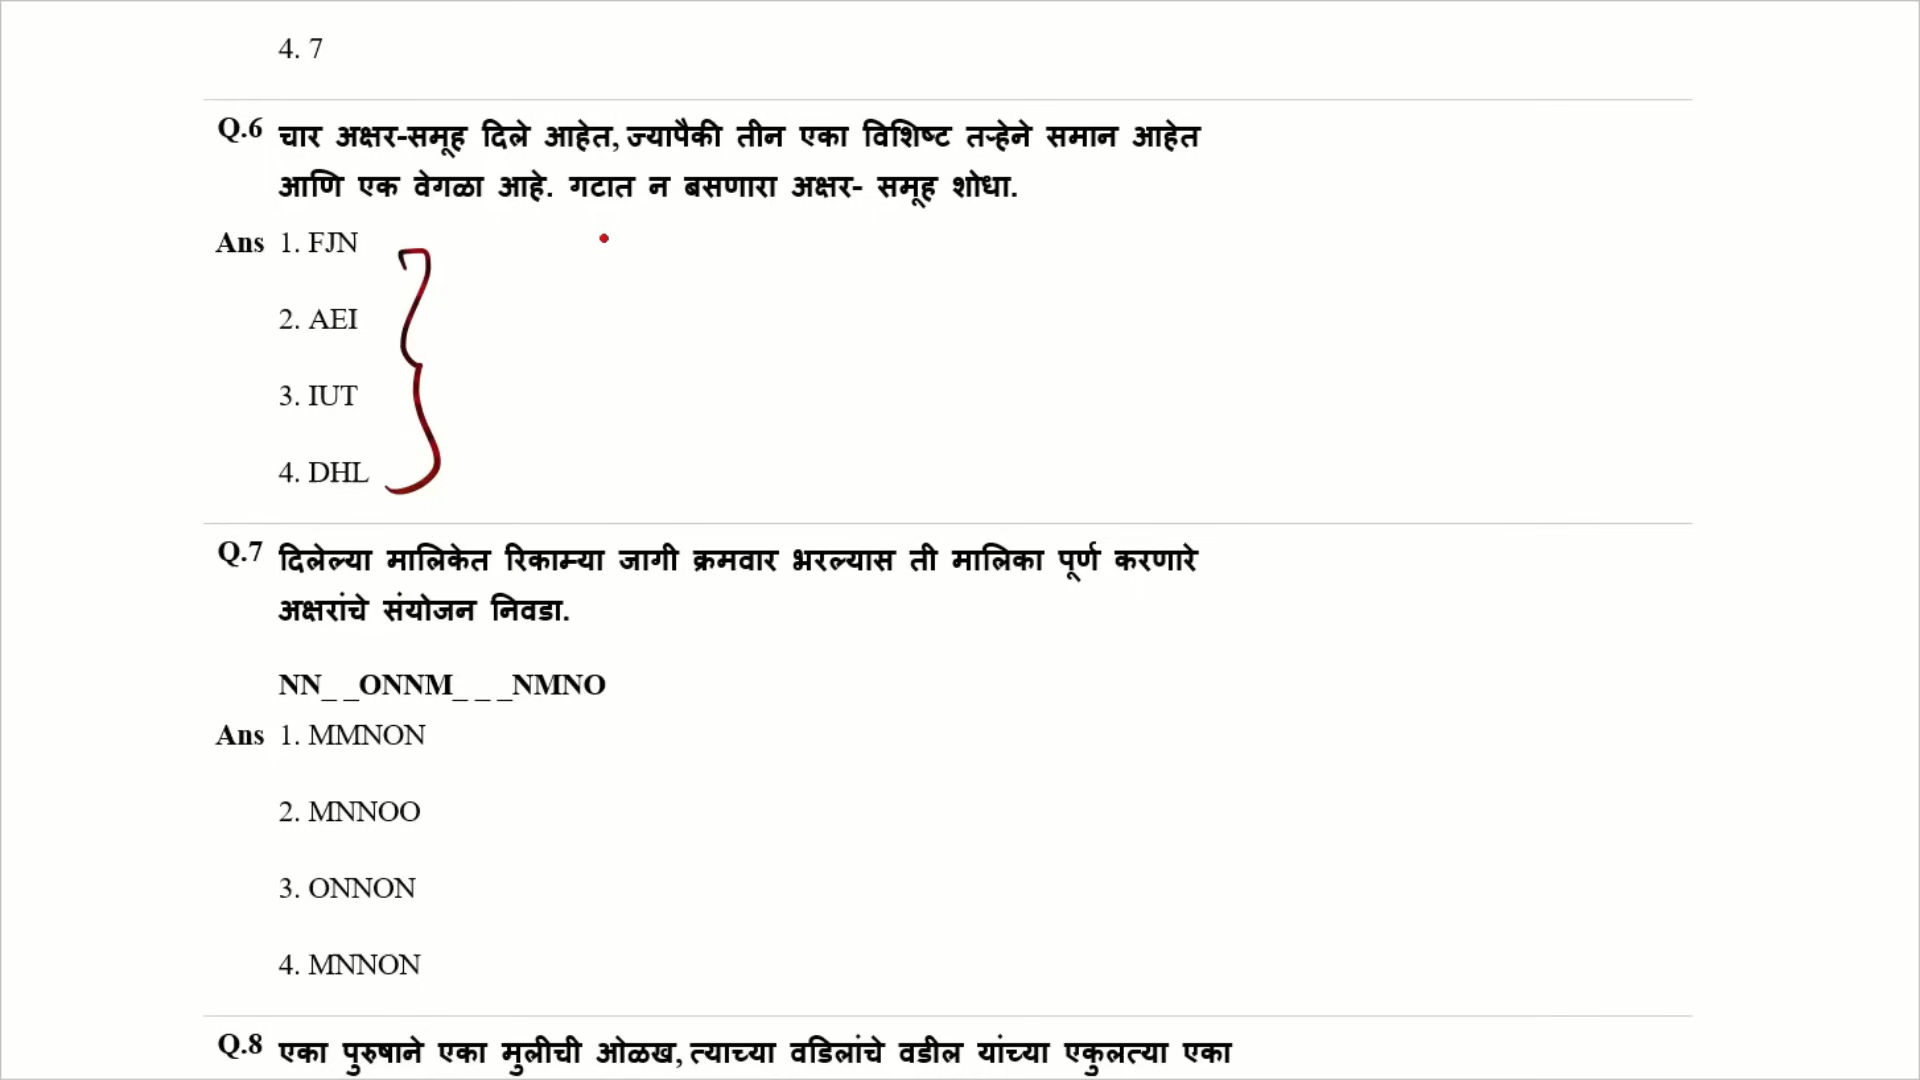 4. 7
Q.6 चार अक्षर-समूह दिले आहेत, ज्यापैकी तीन एका विशिष्ट तऱ्हेने समान आहेत
आणि एक वेगळा आहे. गटात न बसणारा अक्षर- समूह शोधा.
Ans 1. FJN
2. AEI
3. IUT
4. DHL
Q.7 दिलेल्या मालिकेत रिकाम्या जागी क्रमवार भरल्यास ती मालिका पूर्ण करणारे
अक्षरांचे संयोजन निवडा.
NN_ _ONNM_ _ _NMNO
Ans 1. MMNON
2. MNNOO
3. ONNON
4. MNNON
Q.8 एका पुरुषाने एका मुलीची ओळख, त्याच्या वडिलांचे वडील यांच्या एकुलत्या एका